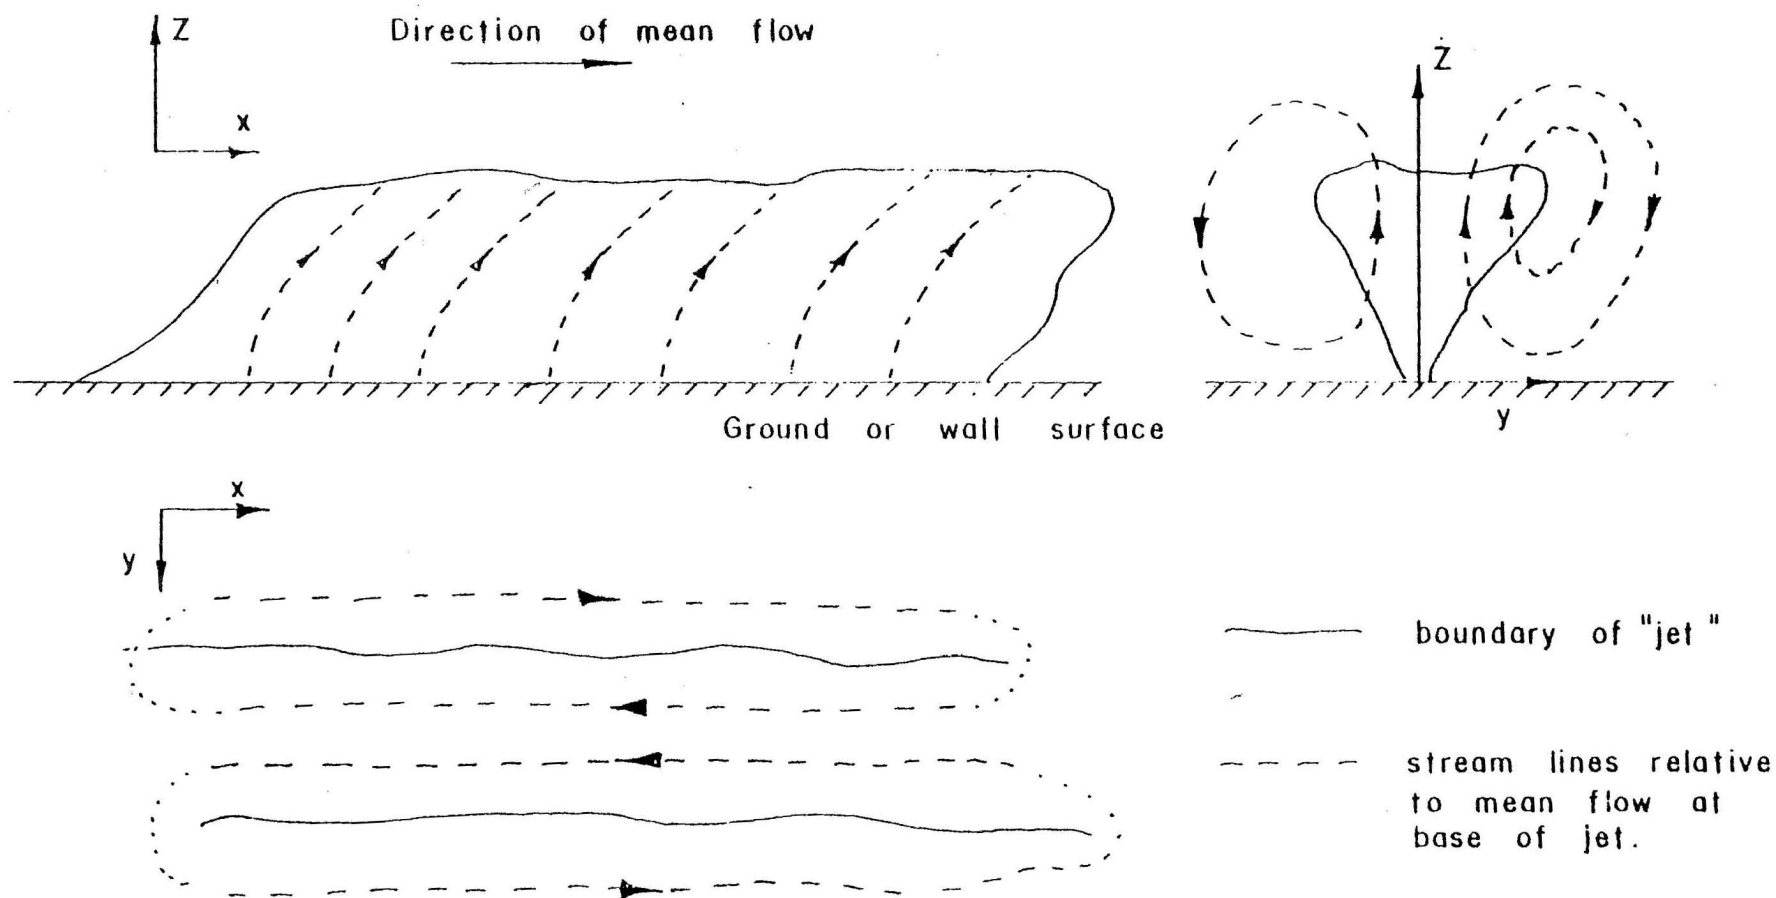 Z
Direction of mean flow
x
Z
Ground or wall surface
y
x
y
boundary of "jet"
stream lines relative
to mean flow at
base of jet.